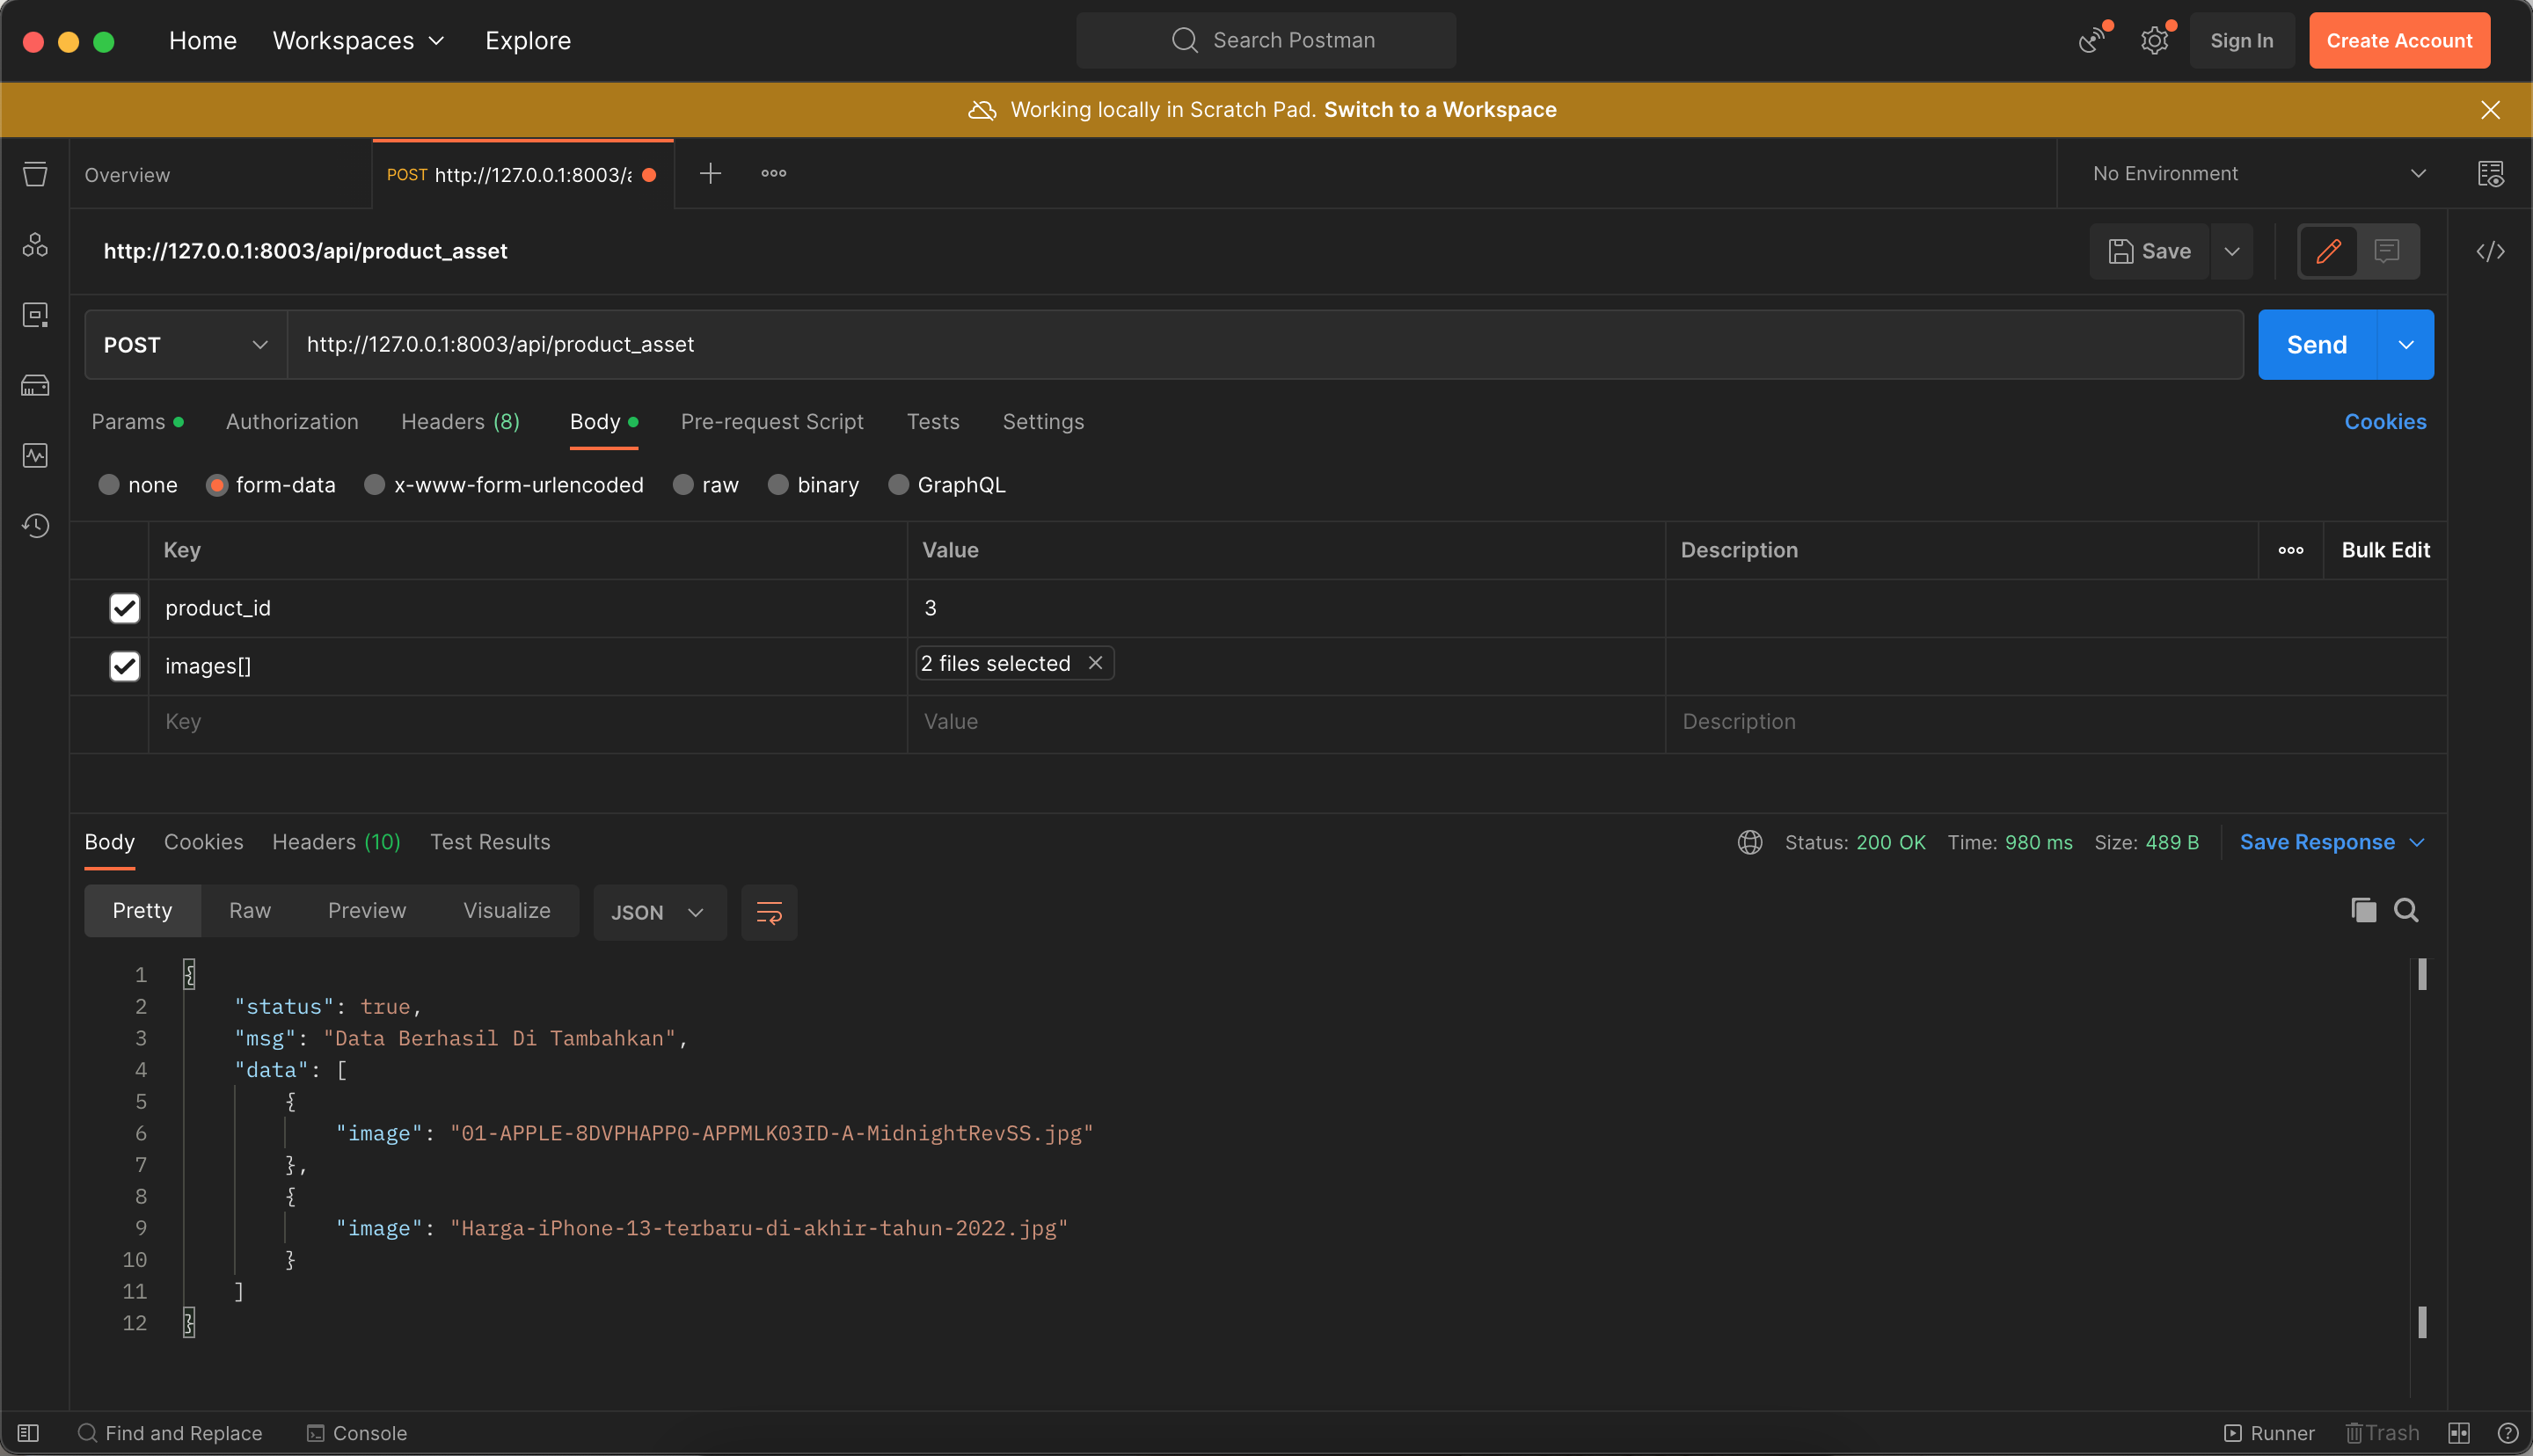 Home Workspaces Explore Search Postman Sign In Create Account
Working locally in Scratch Pad. Switch to a Workspace
Overview POST http://127.0.0.1:8003/a No Environment
http://127.0.0.1:8003/api/product_asset Save
POST http://127.0.0.1:8003/api/product_asset Send
Params Authorization Headers (8) Body Pre-request Script Tests Settings Cookies
none form-data x-www-form-urlencoded raw binary GraphQL
Key Value Description Bulk Edit
product_id 3
images[] 2 files selected
Key Value Description
Body Cookies Headers (10) Test Results Status: 200 OK Time: 980 ms Size: 489 B Save Response
Pretty Raw Preview Visualize JSON
1 {
2 "status": true,
3 "msg": "Data Berhasil Di Tambahkan",
4 "data": [
5 {
6 "image": "01-APPLE-8DVPHAPP0-APPMLK03ID-A-MidnightRevSS.jpg"
7 },
8 {
9 "image": "Harga-iPhone-13-terbaru-di-akhir-tahun-2022.jpg"
10 }
11 ]
12 }
Find and Replace Console Runner Trash